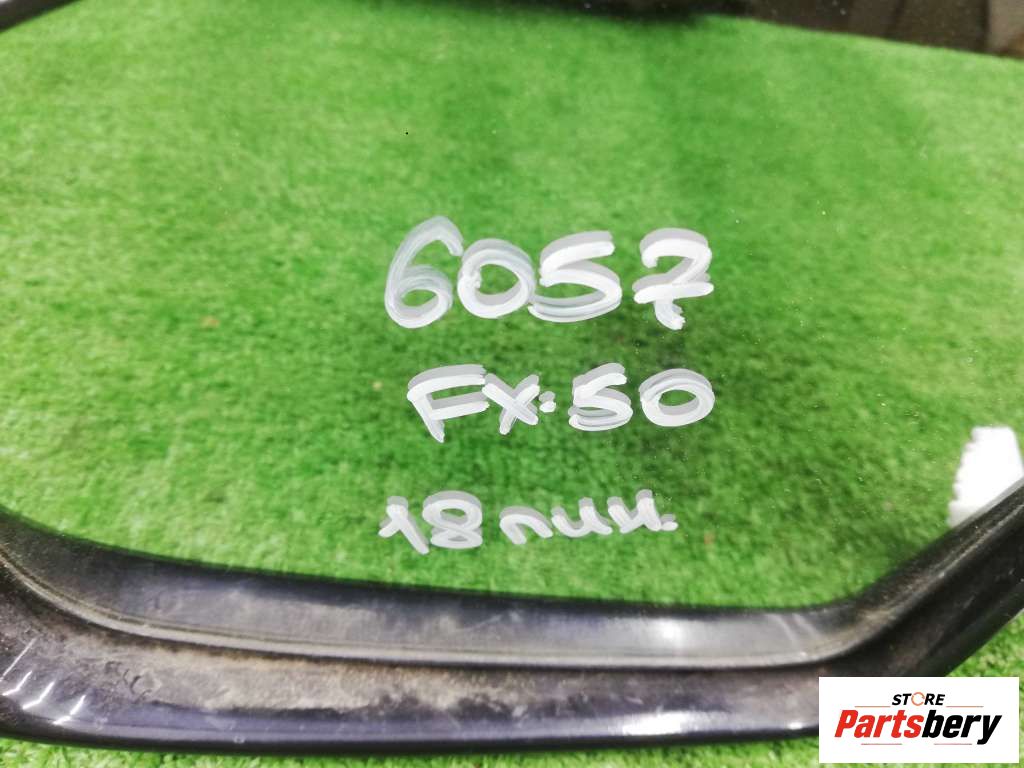 6057
FX:50
18 пин.
STORE
Partsbery